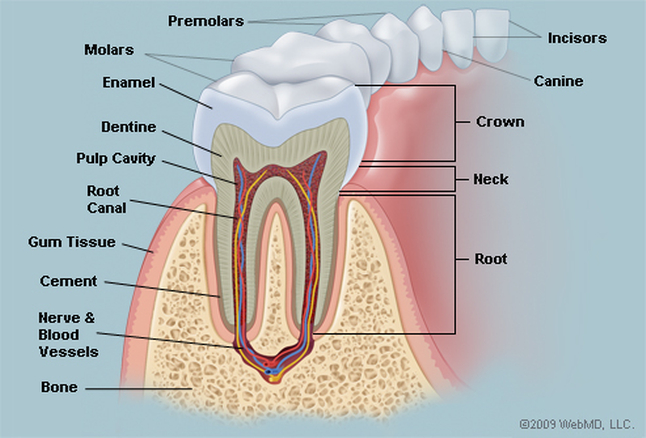 Premolars
Incisors
Molars
Canine
Enamel
Crown
Dentine
Pulp Cavity
Neck
Root
Canal
Gum Tissue
Root
Cement
Nerve &
Blood
Vessels
Bone
©2009 WebMD, LLC.